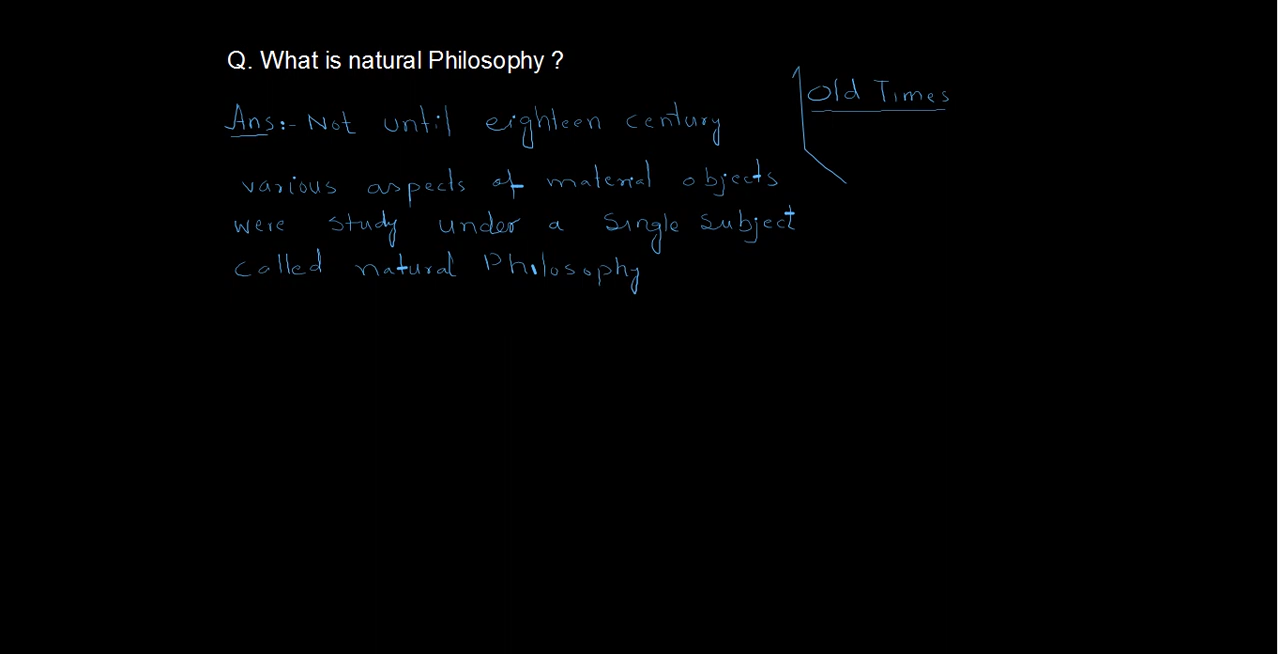 Q. What is natural Philosophy ?
Old Times
Ans:- Not until eighteen century
various aspects of material objects
were study under a single subject
called natural Philosophy